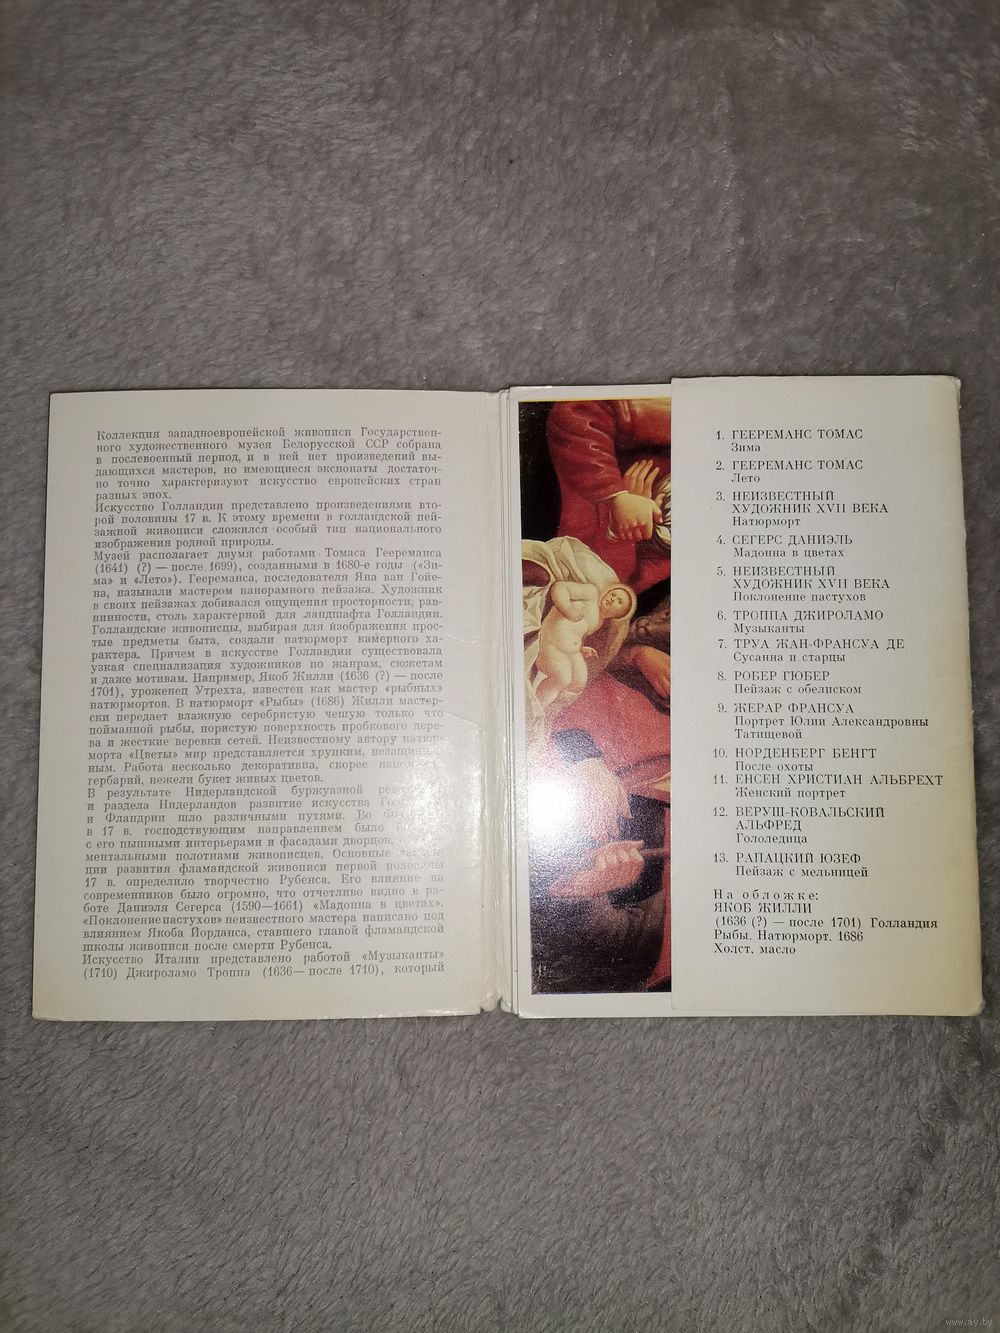 Коллекция западноевропейской живописи Государствен-
ного художественного музея Белорусской ССР собрана
в послевоенный период, и в ней нет произведений вы-
дающихся мастеров, но имеющиеся экспонаты достаточ-
но точно характеризуют искусство европейских стран
разных эпох.
Искусство Голландии представлено произведениями вто-
рой половины 17 в. К этому времени в голландской пей-
зажной живописи сложился особый тип национального
изображения родной природы.
Музей располагает двумя работами Томаса Геереманса
(1641) (?) — после 1699), созданными в 1680-е годы («Зи-
ма» и «Лето»). Геереманса, последователя Яна ван Гойе-
на, называли мастером панорамного пейзажа. Художник
в своих пейзажах добивался ощущения просторности, рав-
нинности, столь характерной для ландшафта Голландии.
Голландские живописцы, выбирая для изображения прос-
тые предметы быта, создали натюрморт камерного ха-
рактера. Причем в искусстве Голландии существовала
узкая специализация художников по жанрам, сюжетам
и даже мотивам. Например, Якоб Жилли (1636 (?) — после
1701), уроженец Утрехта, известен как мастер «рыбных»
натюрмортов. В натюрморт «Рыбы» (1686) Жилли мастер-
ски передает влажную серебристую чешую только что
пойманной рыбы, пористую поверхность пробкового дере-
ва и жесткие веревки сетей. Неизвестному автору натюр-
морта «Цветы» мир представляется хрупким, незащищен-
ным. Работа несколько декоративна, скорее напоминает
гербарий, нежели букет живых цветов.
В результате Нидерландской буржуазной
и раздела Нидерландов развитие искусства
и Фландрии шло различными путями. Во
в 17 в. господствующим направлением было
с его пышными интерьерами и фасадами дворцов,
ментальными полотнами живописцев. Основные
ции развития фламандской живописи первой половины
17 в. определило творчество Рубенса. Его влияние на
современников было огромно, что отчетливо видно в ра-
боте Даниэля Сегерса (1590—1661) «Мадонна в цветах».
«Поклонение пастухов» неизвестного мастера написано под
влиянием Якоба Йорданса, ставшего главой фламандской
школы живописи после смерти Рубенса.
Искусство Италии представлено работой «Музыканты»
(1710) Джироламо Троппа (1636—после 1710), который
1. ГЕЕРЕМАНС ТОМАС
Зима
2. ГЕЕРЕМАНС ТОМАС
Лето
3. НЕИЗВЕСТНЫЙ
ХУДОЖНИК XVII ВЕКА
Натюрморт
4. СЕГЕРС ДАНИЭЛЬ
Мадонна в цветах
5. НЕИЗВЕСТНЫЙ
ХУДОЖНИК XVII ВЕКА
Поклонение пастухов
6. ТРОППА ДЖИРОЛАМО
Музыканты
7. ТРУА ЖАН-ФРАНСУА ДЕ
Сусанна и старцы
8. РОБЕР ГЮБЕР
Пейзаж с обелиском
9. ЖЕРАР ФРАНСУА
Портрет Юлии Александровны
Татищевой
10. НОРДЕНБЕРГ БЕНГТ
После охоты
11. ЕНСЕН ХРИСТИАН АЛЬБРЕХТ
Женский портрет
12. ВЕРУШ-КОВАЛЬСКИЙ
АЛЬФРЕД
Гололедица
13. РАПАЦКИЙ ЮЗЕФ
Пейзаж с мельницей
На обложке:
ЯКОБ ЖИЛЛИ
(1636 (?) — после 1701) Голландия
Рыбы. Натюрморт. 1686
Холст, масло
www.ay.by